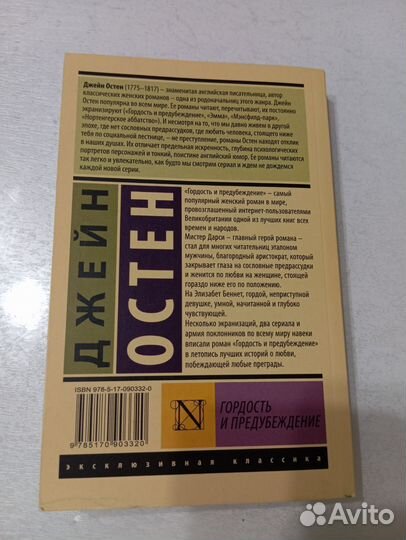 Джейн Остен (1775–1817) – знаменитая английская писательница, автор
классических женских романов – одна из родоначальниц этого жанра. Джейн
Остен популярна во всем мире. Ее романы читают, перечитывают, их постоянно
экранизируют («Гордость и предубеждение», «Эмма», «Мэнсфилд-парк»,
«Нортенгерское аббатство»). И несмотря на то, что мы давно живем в другой
эпохе, где нет сословных предрассудков, где любить человека, стоящего ниже
тебя по социальной лестнице, – не преступление, романы Остен находят отклик
в наших душах. Их отличает предельная искренность, глубина психологических
портретов персонажей и тонкий, поистине английский юмор. Ее романы читаются
так легко и увлекательно, как будто мы смотрим сериал и ждем не дождемся
каждой новой серии.
ДЖЕЙН
ОСТЕН
«Гордость и предубеждение» – самый
популярный женский роман в мире,
провозглашенный интернет-пользователями
Великобритании одной из лучших книг всех
времен и народов.
Мистер Дарси – главный герой романа –
стал для многих читательниц эталоном
мужчины, благородный аристократ, который
закрывает глаза на сословные предрассудки
и женится по любви на женщине, стоящей
гораздо ниже его по положению.
На Элизабет Беннет, гордой, неприступной
девушке, умной, начитанной и глубоко
чувствующей.
Несколько экранизаций, два сериала и
армия поклонников по всему миру навеки
вписали роман «Гордость и предубеждение»
в летопись лучших историй о любви,
побеждающей любые преграды.
ISBN 978-5-17-090332-0
9 785170 903320
N
ГОРДОСТЬ
И ПРЕДУБЕЖДЕНИЕ
эксклюзивная классика
Avito